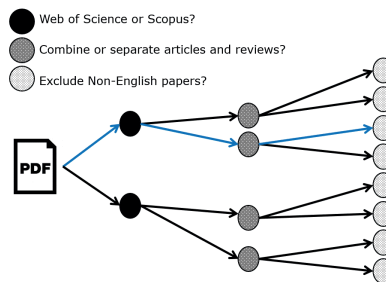 Web of Science or Scopus?
Combine or separate articles and reviews?
Exclude Non-English papers?
PDF